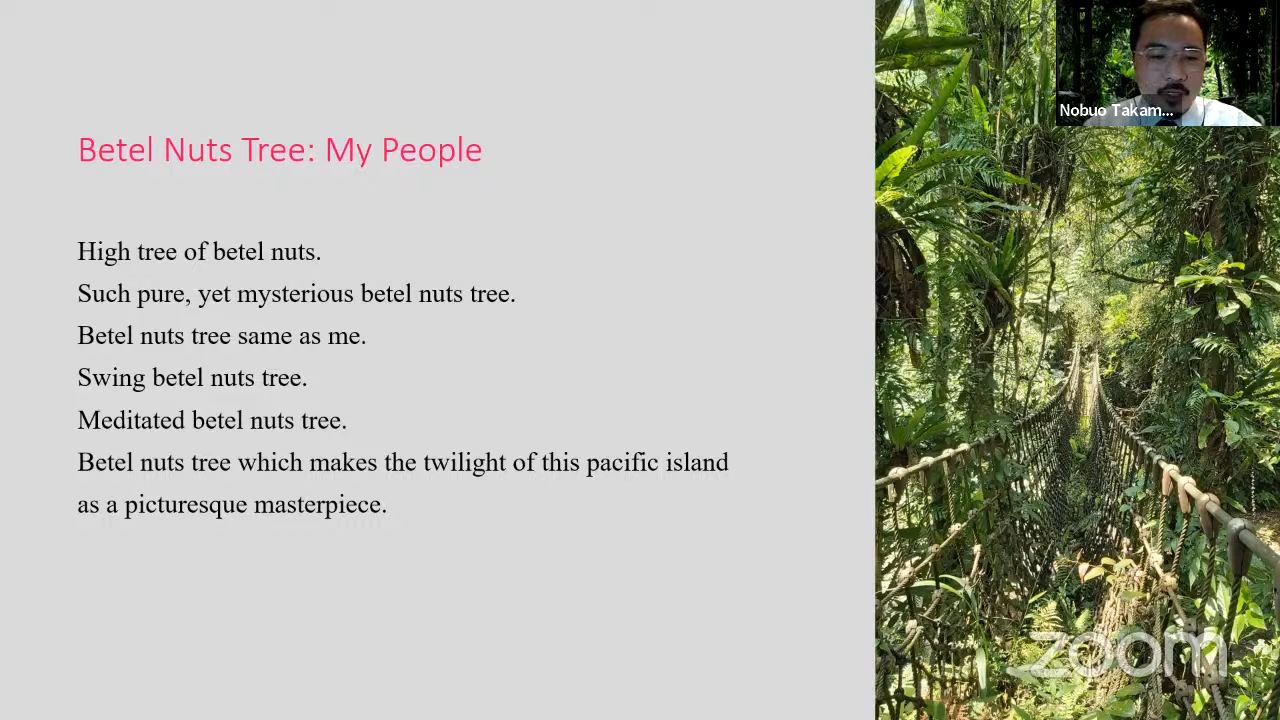 Betel Nuts Tree: My People
High tree of betel nuts.
Such pure, yet mysterious betel nuts tree.
Betel nuts tree same as me.
Swing betel nuts tree.
Meditated betel nuts tree.
Betel nuts tree which makes the twilight of this pacific island
as a picturesque masterpiece.
Nobuo Takam...
zoom